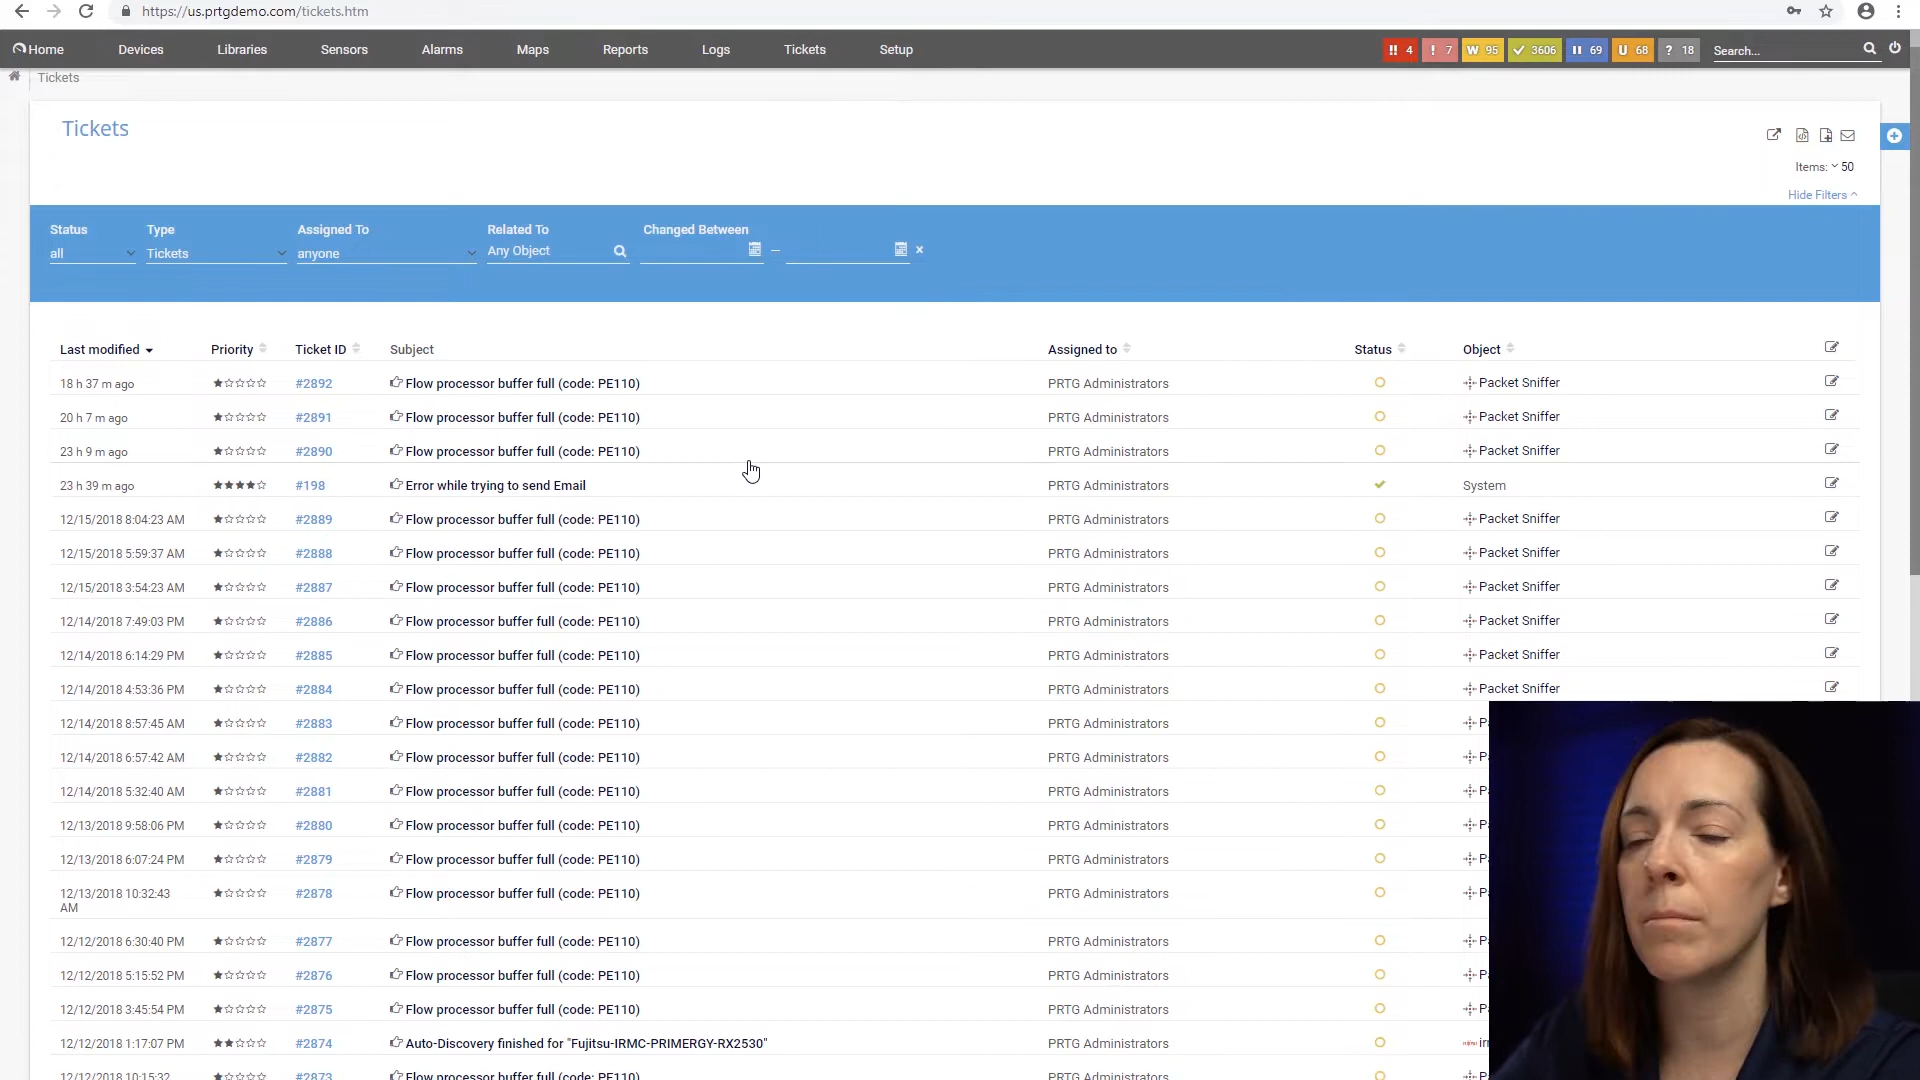 https://us.prtgdemo.com/tickets.htm
Home Devices Libraries Sensors Alarms Maps Reports Logs Tickets Setup !! 4 ! 7 W 95 3606 69 U 68 ? 18 Search...
Tickets
Tickets
Items: 50
Hide Filters
Status Type Assigned To Related To Changed Between
all Tickets anyone Any Object –
Last modified Priority Ticket ID Subject Assigned to Status Object
18 h 37 m ago #2892 Flow processor buffer full (code: PE110) PRTG Administrators Packet Sniffer
20 h 7 m ago #2891 Flow processor buffer full (code: PE110) PRTG Administrators Packet Sniffer
23 h 9 m ago #2890 Flow processor buffer full (code: PE110) PRTG Administrators Packet Sniffer
23 h 39 m ago #198 Error while trying to send Email PRTG Administrators System
12/15/2018 8:04:23 AM #2889 Flow processor buffer full (code: PE110) PRTG Administrators Packet Sniffer
12/15/2018 5:59:37 AM #2888 Flow processor buffer full (code: PE110) PRTG Administrators Packet Sniffer
12/15/2018 3:54:23 AM #2887 Flow processor buffer full (code: PE110) PRTG Administrators Packet Sniffer
12/14/2018 7:49:03 PM #2886 Flow processor buffer full (code: PE110) PRTG Administrators Packet Sniffer
12/14/2018 6:14:29 PM #2885 Flow processor buffer full (code: PE110) PRTG Administrators Packet Sniffer
12/14/2018 4:53:36 PM #2884 Flow processor buffer full (code: PE110) PRTG Administrators Packet Sniffer
12/14/2018 8:57:45 AM #2883 Flow processor buffer full (code: PE110) PRTG Administrators P
12/14/2018 6:57:42 AM #2882 Flow processor buffer full (code: PE110) PRTG Administrators P
12/14/2018 5:32:40 AM #2881 Flow processor buffer full (code: PE110) PRTG Administrators P
12/13/2018 9:58:06 PM #2880 Flow processor buffer full (code: PE110) PRTG Administrators P
12/13/2018 6:07:24 PM #2879 Flow processor buffer full (code: PE110) PRTG Administrators P
12/13/2018 10:32:43 #2878 Flow processor buffer full (code: PE110) PRTG Administrators P
AM
12/12/2018 6:30:40 PM #2877 Flow processor buffer full (code: PE110) PRTG Administrators P
12/12/2018 5:15:52 PM #2876 Flow processor buffer full (code: PE110) PRTG Administrators P
12/12/2018 3:45:54 PM #2875 Flow processor buffer full (code: PE110) PRTG Administrators P
12/12/2018 1:17:07 PM #2874 Auto-Discovery finished for "Fujitsu-IRMC-PRIMERGY-RX2530" PRTG Administrators
12/12/2018 10:15:32 #2873 Flow processor buffer full (code: PE110) PRTG Administrators